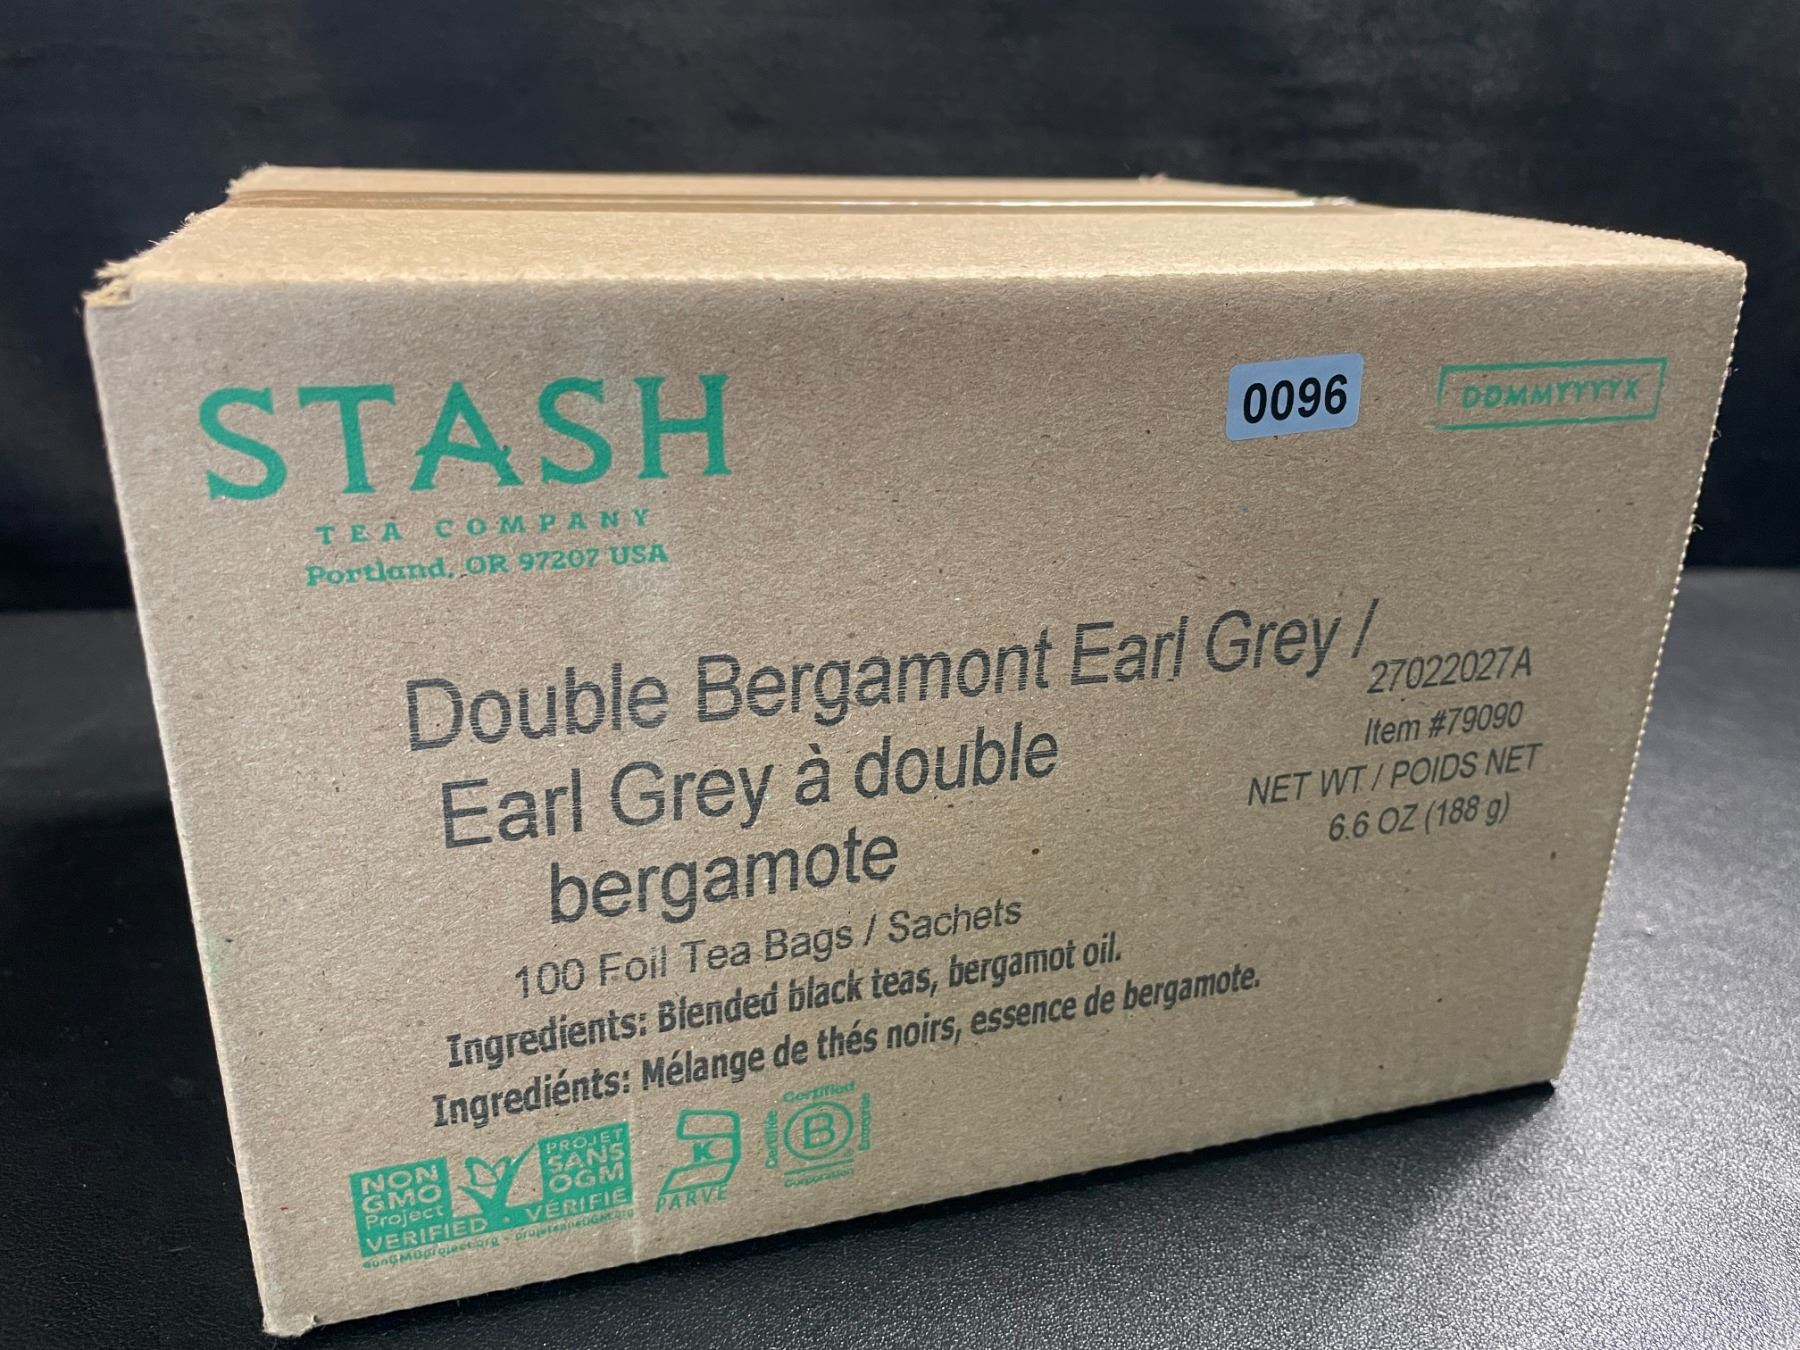 STASH
TEA COMPANY
Portland, OR 97207 USA
0096
DDMMYYYYX
Double Bergamont Earl Grey /
Earl Grey à double
bergamote
27022027A
Item #79090
NET WT / POIDS NET
6.6 OZ (188 g)
100 Foil Tea Bags / Sachets
Ingredients: Blended black teas, bergamot oil.
Ingrediénts: Mélange de thés noirs, essence de bergamote.
NON
GMO
Project
VERIFIED
PROJET
SANS
OGM
VÉRIFIÉ
K
PARVE
Certified
Certifiée
B
Entreprise
Corporation